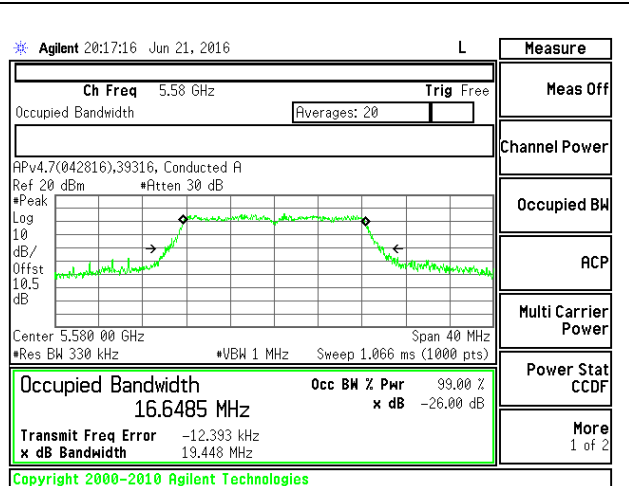 Agilent 20:17:16 Jun 21, 2016 L
Measure
Ch Freq 5.58 GHz Trig Free
Occupied Bandwidth Averages: 20
APv4.7(042816),39316, Conducted A
Ref 20 dBm #Atten 30 dB
#Peak
Log
10
dB/
Offst
10.5
dB
Center 5.580 00 GHz Span 40 MHz
#Res BW 330 kHz #VBW 1 MHz Sweep 1.066 ms (1000 pts)
Occupied Bandwidth Occ BW % Pwr 99.00 %
16.6485 MHz x dB -26.00 dB
Transmit Freq Error -12.393 kHz
x dB Bandwidth 19.448 MHz
Copyright 2000-2010 Agilent Technologies
Meas Off
Channel Power
Occupied BW
ACP
Multi Carrier
Power
Power Stat
CCDF
More
1 of 2